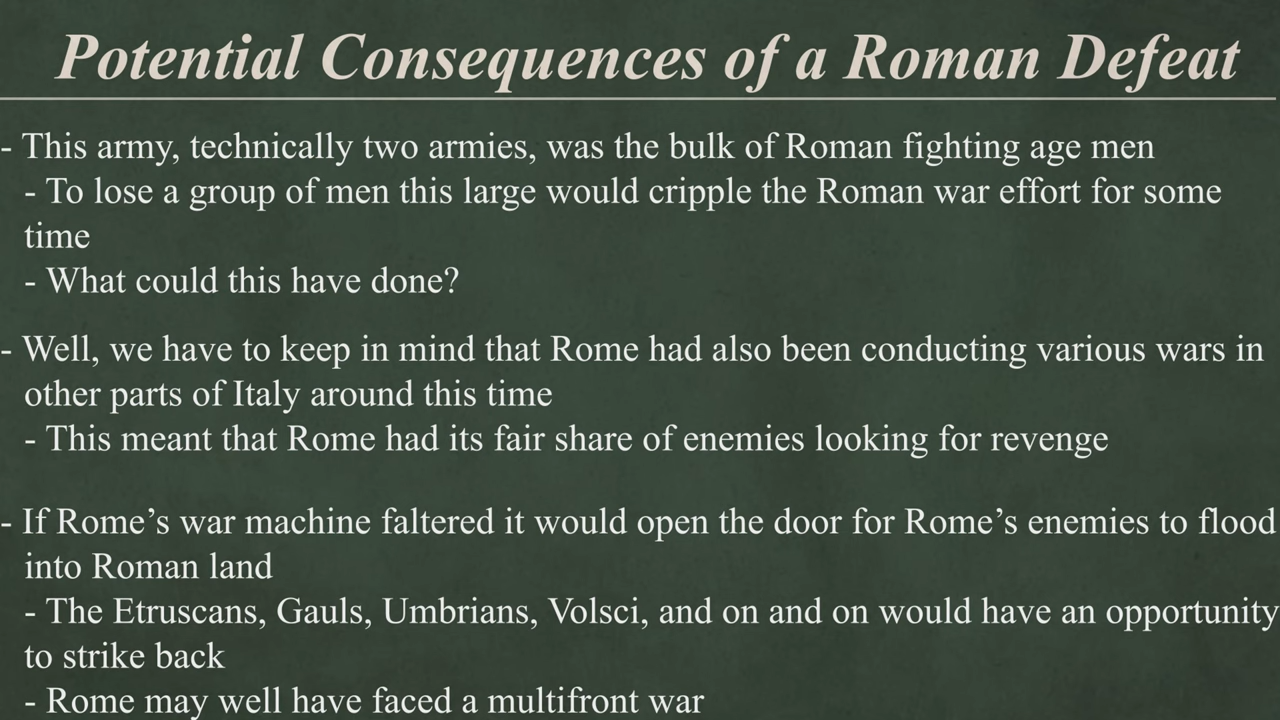 Potential Consequences of a Roman Defeat
- This army, technically two armies, was the bulk of Roman fighting age men
- To lose a group of men this large would cripple the Roman war effort for some
time
- What could this have done?
- Well, we have to keep in mind that Rome had also been conducting various wars in
other parts of Italy around this time
- This meant that Rome had its fair share of enemies looking for revenge
- If Rome’s war machine faltered it would open the door for Rome’s enemies to flood
into Roman land
- The Etruscans, Gauls, Umbrians, Volsci, and on and on would have an opportunity
to strike back
- Rome may well have faced a multifront war